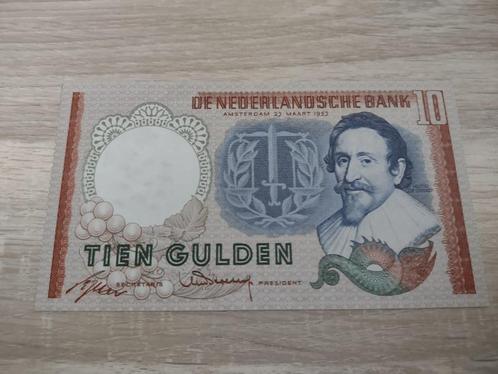 DE NEDERLANDSCHE BANK 10
AMSTERDAM 23 MAART 1953
TIEN GULDEN
SECRETARIS PRESIDENT